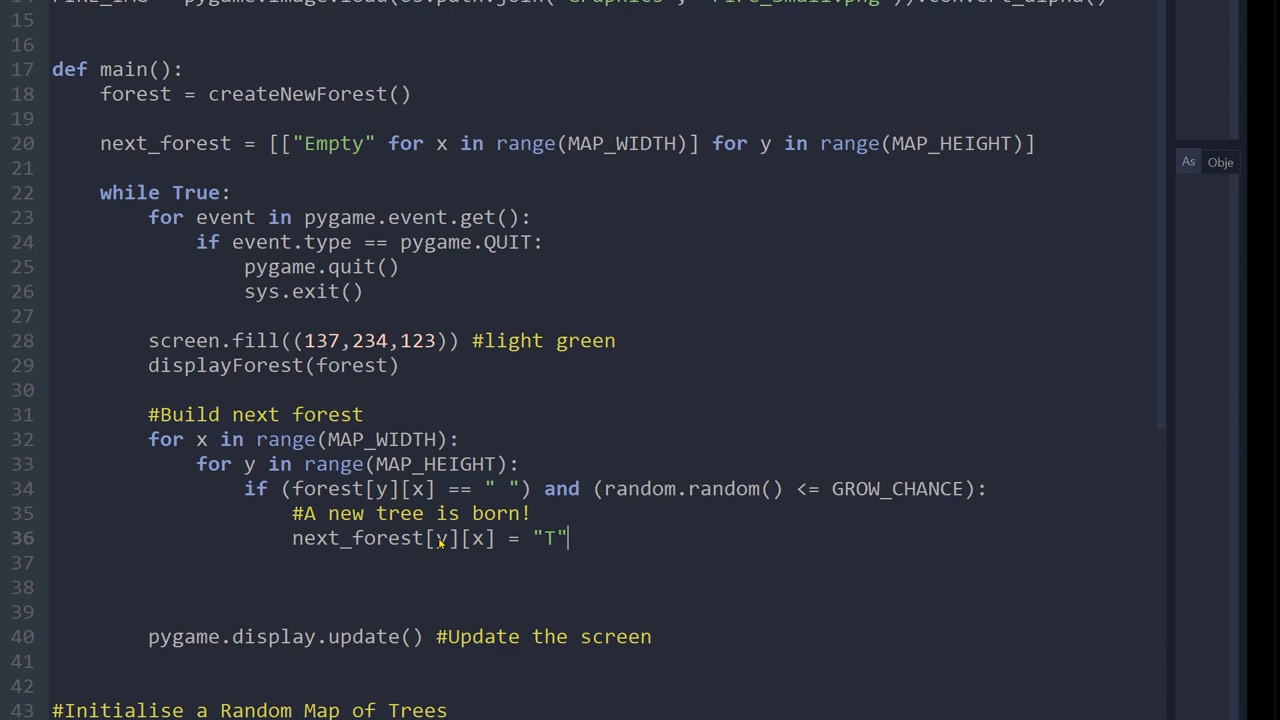 15
16
17 def main():
18 forest = createNewForest()
19
20 next_forest = [["Empty" for x in range(MAP_WIDTH)] for y in range(MAP_HEIGHT)]
21
22 while True:
23 for event in pygame.event.get():
24 if event.type == pygame.QUIT:
25 pygame.quit()
26 sys.exit()
27
28 screen.fill((137,234,123)) #light green
29 displayForest(forest)
30
31 #Build next forest
32 for x in range(MAP_WIDTH):
33 for y in range(MAP_HEIGHT):
34 if (forest[y][x] == " ") and (random.random() <= GROW_CHANCE):
35 #A new tree is born!
36 next_forest[y][x] = "T"
37
38
39
40 pygame.display.update() #Update the screen
41
42
43 #Initialise a Random Map of Trees
As Obje